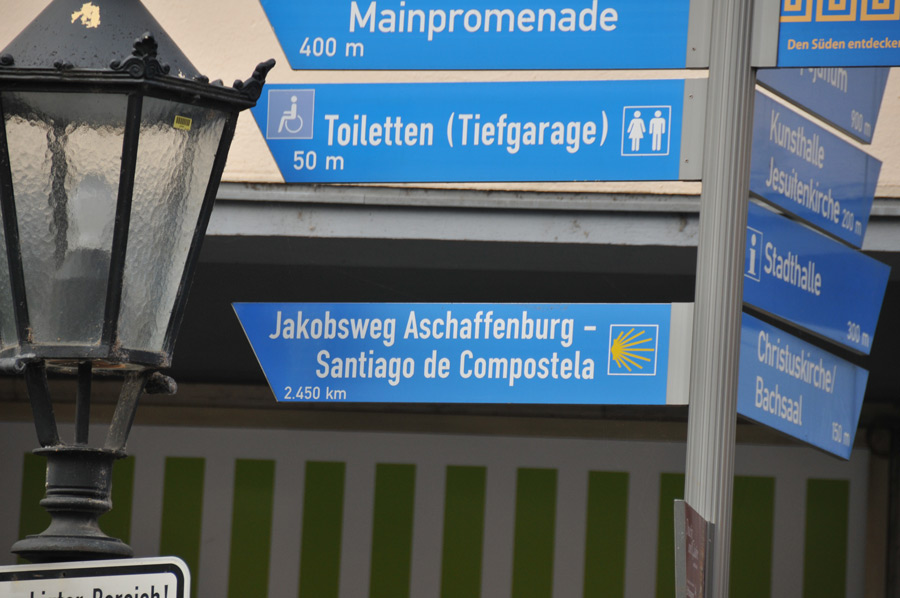 Mainpromenade
400 m
Toiletten (Tiefgarage)
50 m
Jakobsweg Aschaffenburg –
Santiago de Compostela
2.450 km
Den Süden entdecken
900 m
Kunsthalle
Jesuitenkirche 200 m
i Stadthalle
300 m
Christuskirche/
Bachsaal
150 m
Bereich!